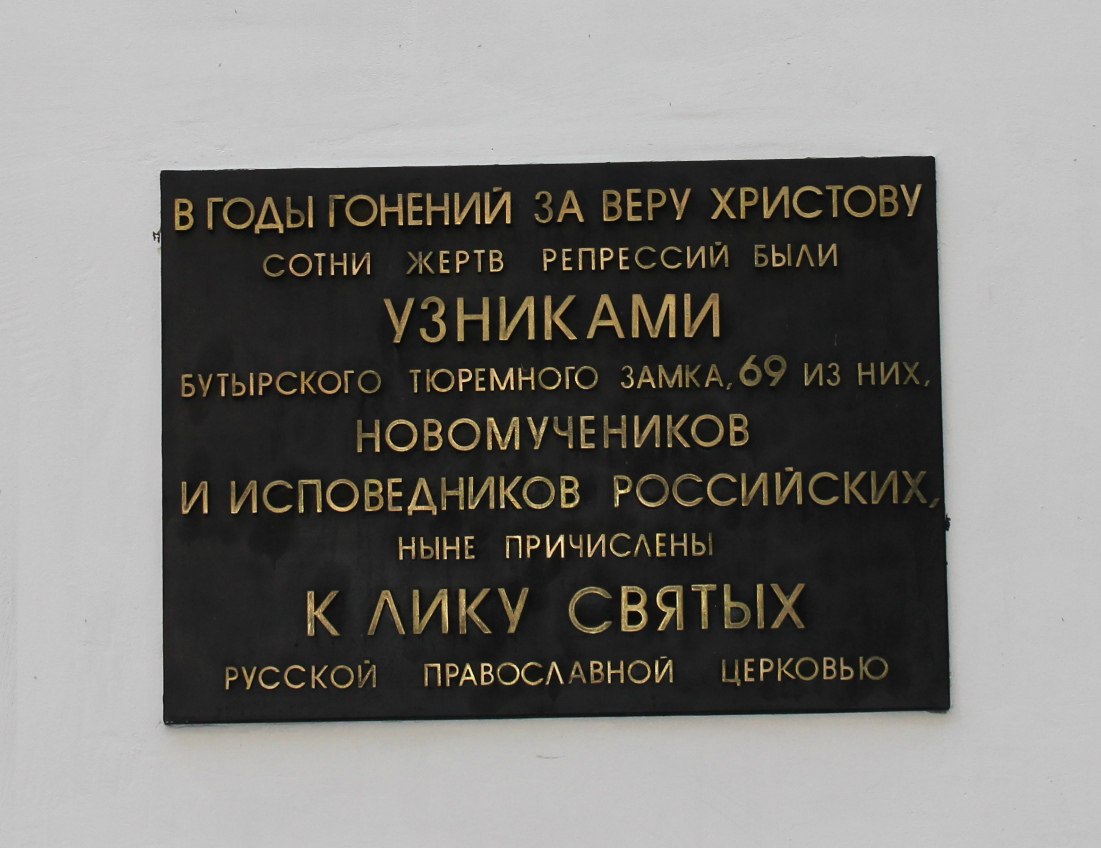 В ГОДЫ ГОНЕНИЙ ЗА ВЕРУ ХРИСТОВУ
СОТНИ ЖЕРТВ РЕПРЕССИЙ БЫЛИ
УЗНИКАМИ
БУТЫРСКОГО ТЮРЕМНОГО ЗАМКА, 69 ИЗ НИХ,
НОВОМУЧЕНИКОВ
И ИСПОВЕДНИКОВ РОССИЙСКИХ,
НЫНЕ ПРИЧИСЛЕНЫ
К ЛИКУ СВЯТЫХ
РУССКОЙ ПРАВОСЛАВНОЙ ЦЕРКОВЬЮ